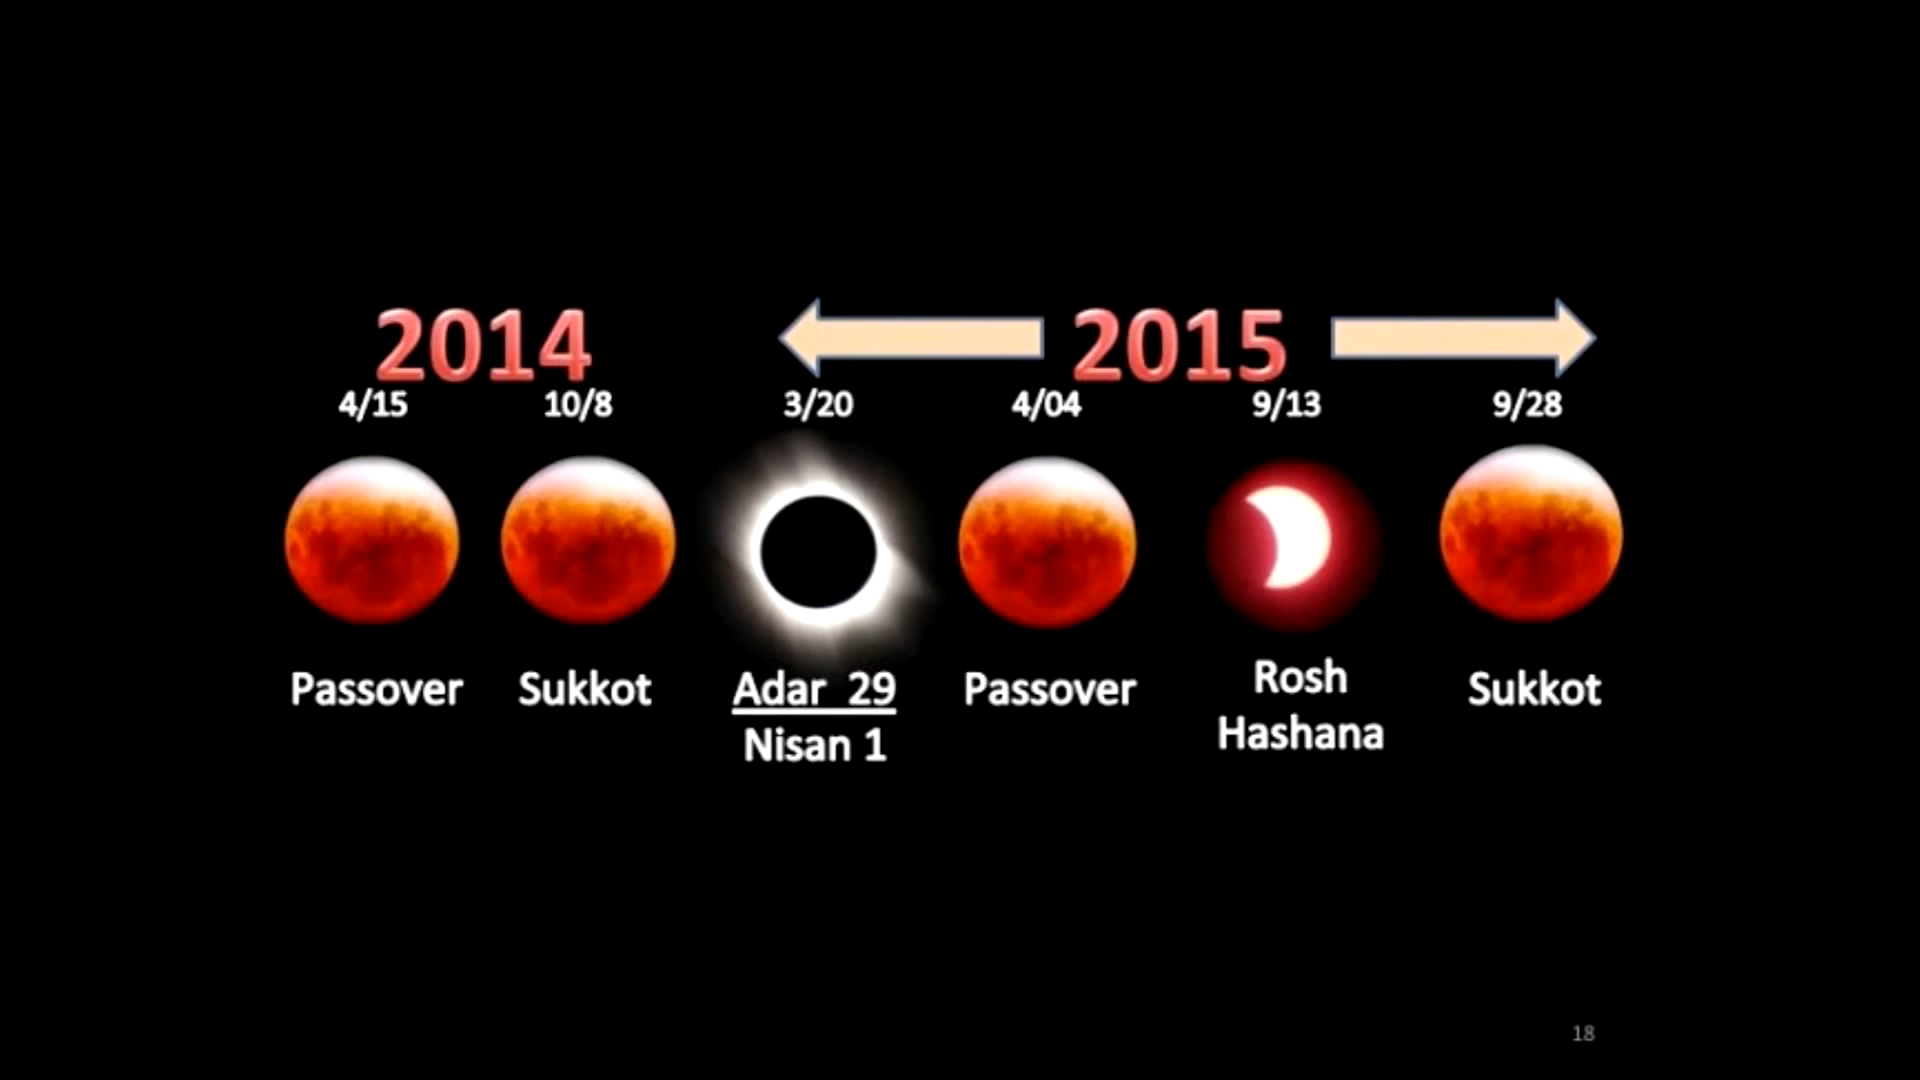 2014 2015
4/15 10/8 3/20 4/04 9/13 9/28
Passover Sukkot Adar 29 Passover Rosh Sukkot
Nisan 1 Hashana
18